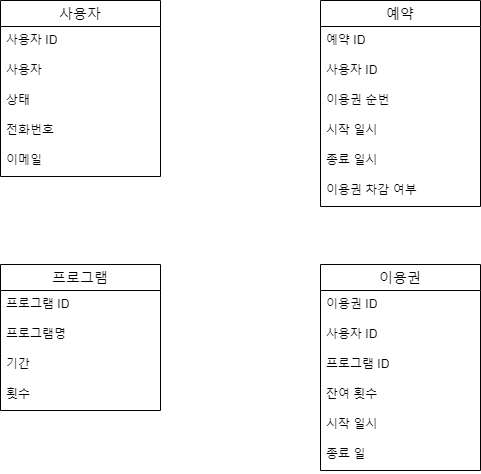 사용자
사용자 ID
사용자
상태
전화번호
이메일
예약
예약 ID
사용자 ID
이용권 순번
시작 일시
종료 일시
이용권 차감 여부
프로그램
프로그램 ID
프로그램명
기간
횟수
이용권
이용권 ID
사용자 ID
프로그램 ID
잔여 횟수
시작 일시
종료 일